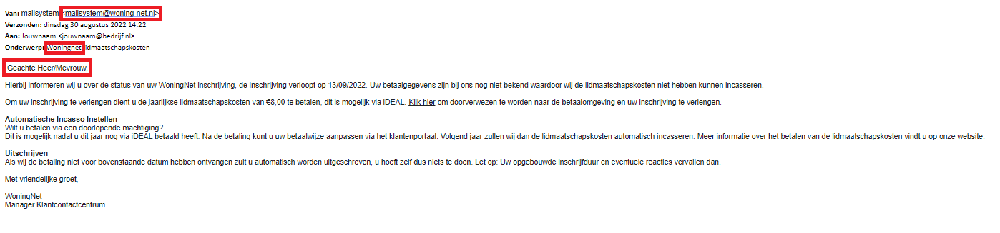 Van: mailsystem <mailsystem@woning-net.nl>
Verzonden: dinsdag 30 augustus 2022 14:22
Aan: Jouwnaam <jouwnaam@bedrijf.nl>
Onderwerp: Woningnet lidmaatschapskosten
Geachte Heer/Mevrouw,
Hierbij informeren wij u over de status van uw WoningNet inschrijving, de inschrijving verloopt op 13/09/2022. Uw betaalgegevens zijn bij ons nog niet bekend waardoor wij de lidmaatschapskosten niet hebben kunnen incasseren.
Om uw inschrijving te verlengen dient u de jaarlijkse lidmaatschapskosten van €8,00 te betalen, dit is mogelijk via iDEAL. Klik hier om doorverwezen te worden naar de betaalomgeving en uw inschrijving te verlengen.
Automatische Incasso Instellen
Wilt u betalen via een doorlopende machtiging?
Dit is mogelijk nadat u dit jaar nog via iDEAL betaald heeft. Na de betaling kunt u uw betaalwijze aanpassen via het klantenportaal. Volgend jaar zullen wij dan de lidmaatschapskosten automatisch incasseren. Meer informatie over het betalen van de lidmaatschapskosten vindt u op onze website.
Uitschrijven
Als wij de betaling niet voor bovenstaande datum hebben ontvangen zult u automatisch worden uitgeschreven, u hoeft zelf dus niets te doen. Let op: Uw opgebouwde inschrijfduur en eventuele reacties vervallen dan.
Met vriendelijke groet,
WoningNet
Manager Klantcontactcentrum